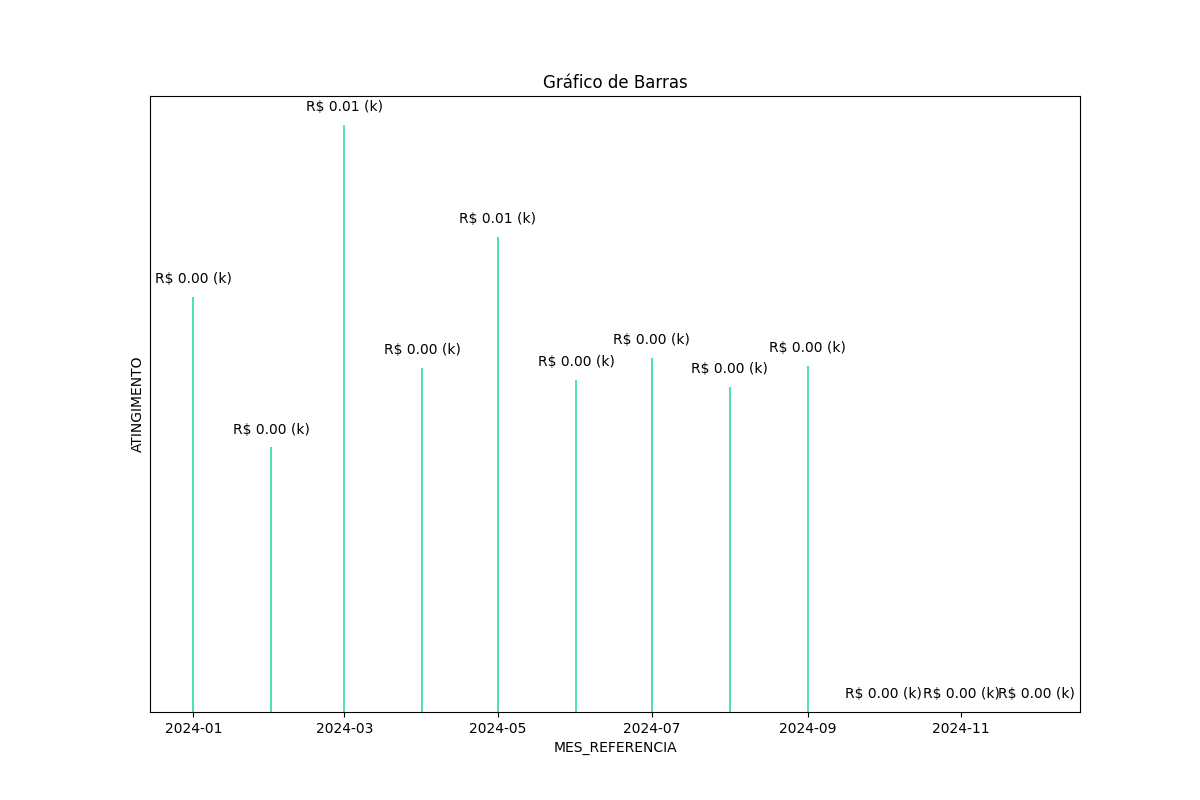 Gráfico de Barras
R$ 0.01 (k)
R$ 0.01 (k)
R$ 0.00 (k)
R$ 0.00 (k)
R$ 0.00 (k)
R$ 0.00 (k)
R$ 0.00 (k)
R$ 0.00 (k)
R$ 0.00 (k)
R$ 0.00 (k) R$ 0.00 (k) R$ 0.00 (k)
ATINGIMENTO
2024-01 2024-03 2024-05 2024-07 2024-09 2024-11
MES_REFERENCIA